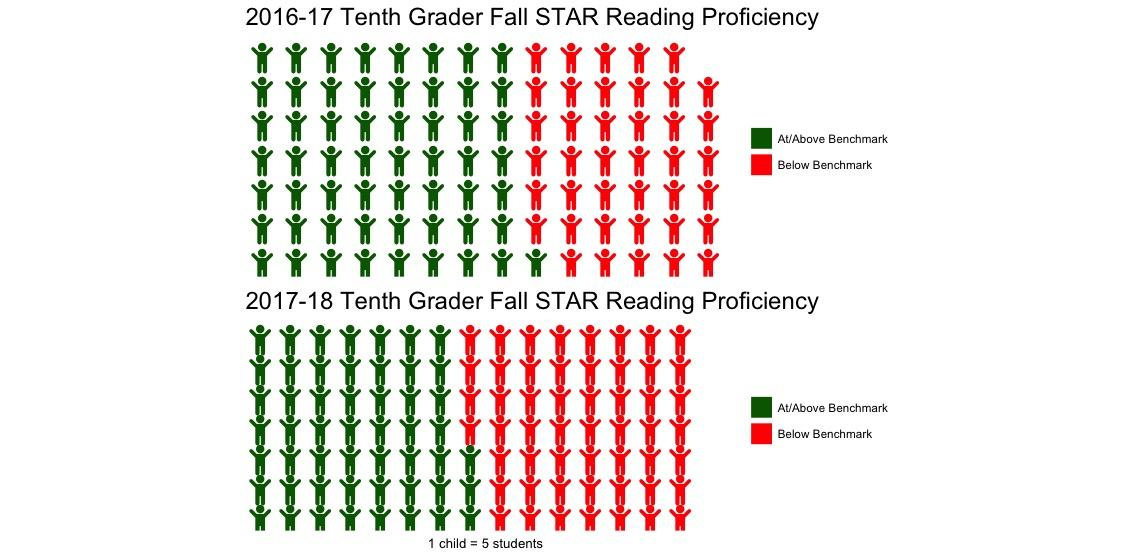 2016-17 Tenth Grader Fall STAR Reading Proficiency
At/Above Benchmark
Below Benchmark
2017-18 Tenth Grader Fall STAR Reading Proficiency
At/Above Benchmark
Below Benchmark
1 child = 5 students